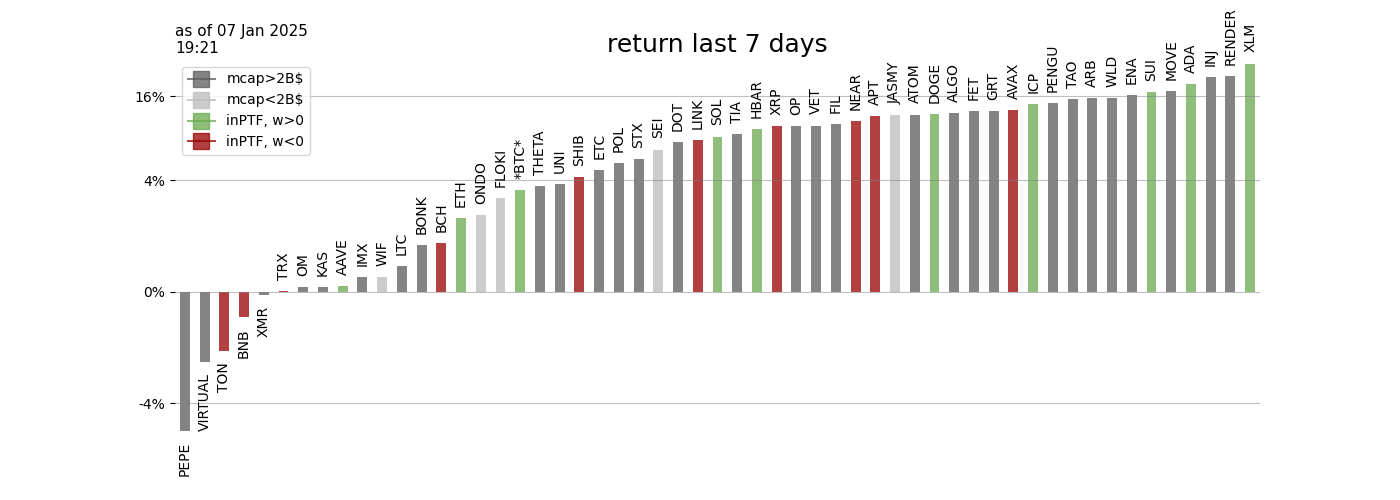 as of 07 Jan 2025
19:21
return last 7 days
mcap>2B$
mcap<2B$
inPTF, w>0
inPTF, w<0
16%
4%
0%
-4%
PEPE
VIRTUAL
TON
BNB
XMR
TRX
OM
KAS
AAVE
IMX
WIF
LTC
BONK
BCH
ETH
ONDO
FLOKI
*BTC*
THETA
UNI
SHIB
ETC
POL
STX
SEI
DOT
LINK
SOL
TIA
HBAR
XRP
OP
VET
FIL
NEAR
APT
JASMY
ATOM
DOGE
ALGO
FET
GRT
AVAX
ICP
PENGU
TAO
ARB
WLD
ENA
SUI
MOVE
ADA
INJ
RENDER
XLM